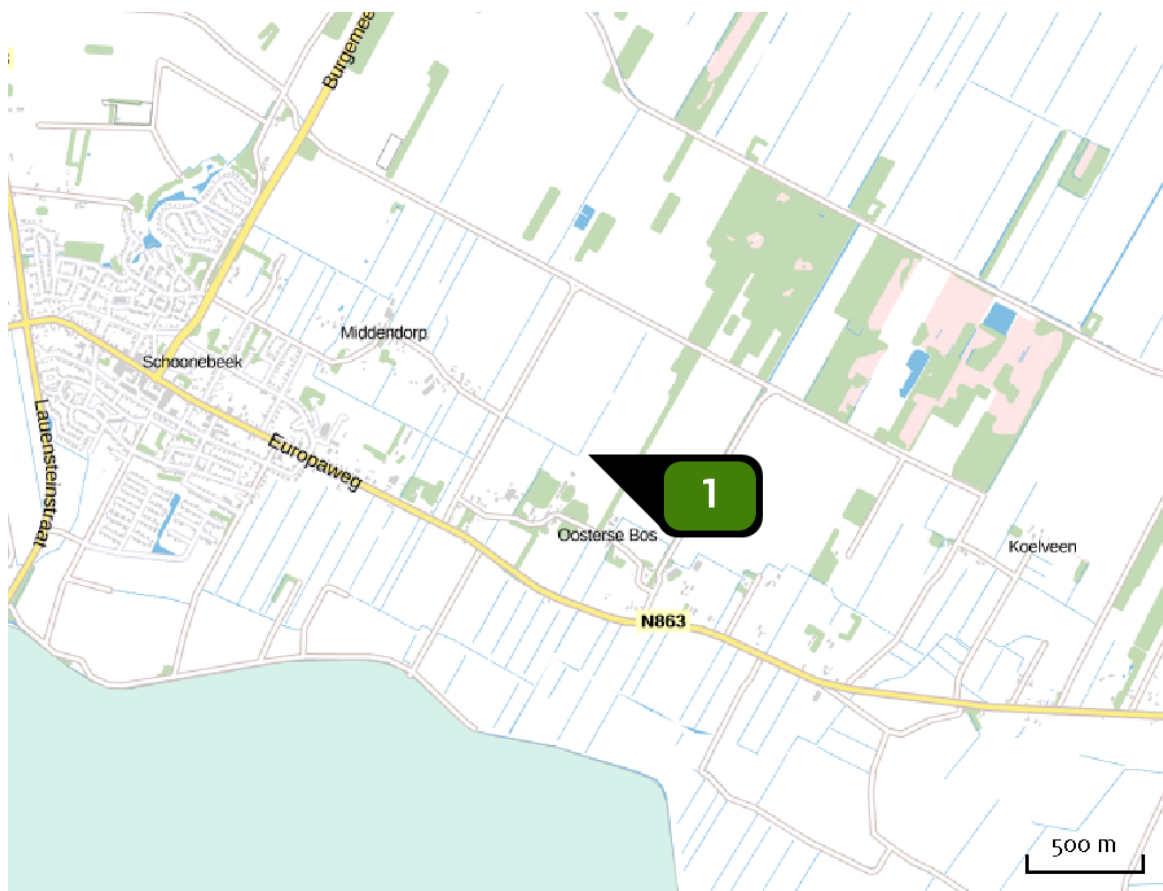 Burgemee
Middendorp
Schoonebeek
Lauensteinstraat
Europaweg
1
Oosterse Bos
Koelveen
N863
500 m